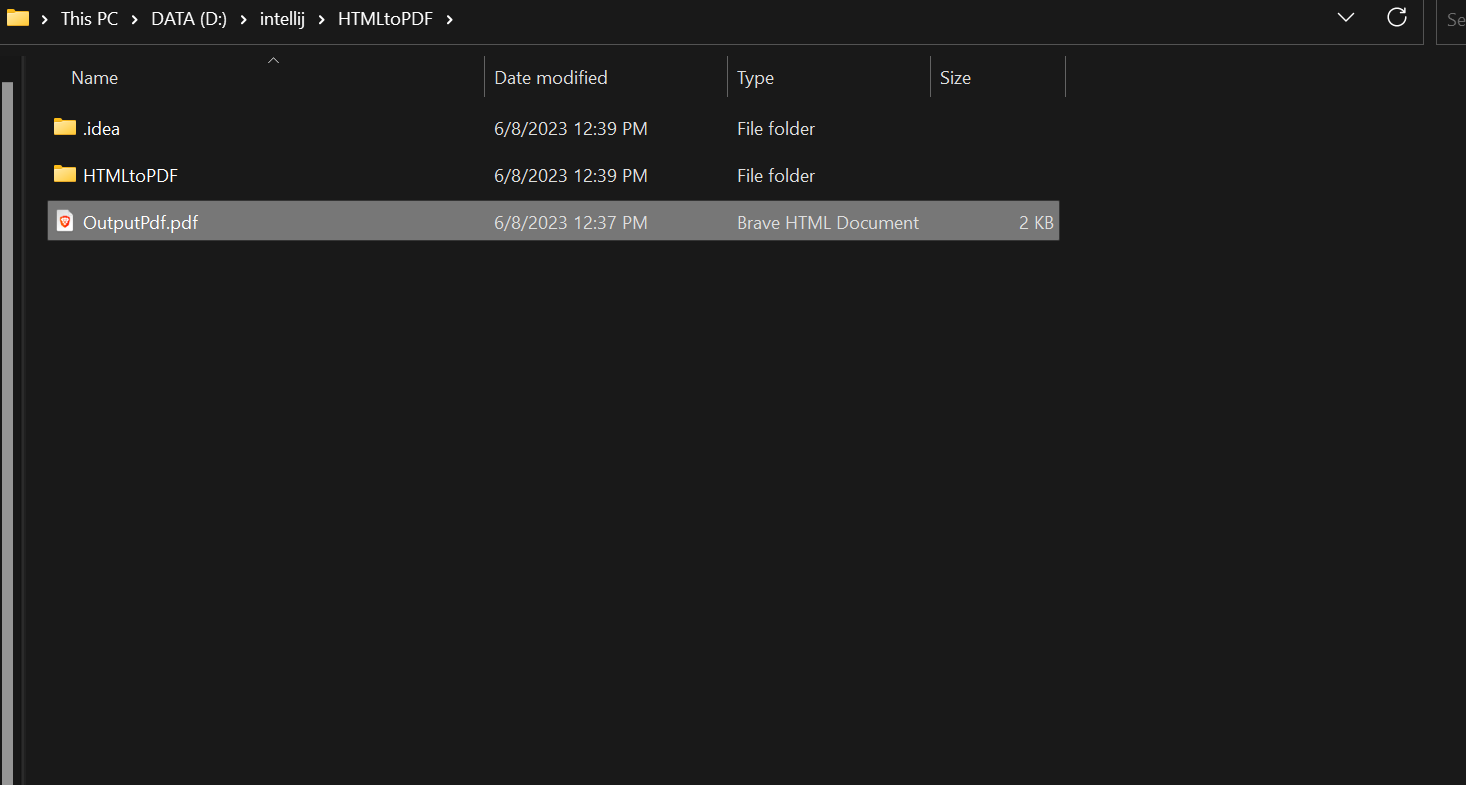 This PC > DATA (D:) > intellij > HTMLtoPDF >
Se
Name Date modified Type Size
.idea 6/8/2023 12:39 PM File folder
HTMLtoPDF 6/8/2023 12:39 PM File folder
OutputPdf.pdf 6/8/2023 12:37 PM Brave HTML Document 2 KB